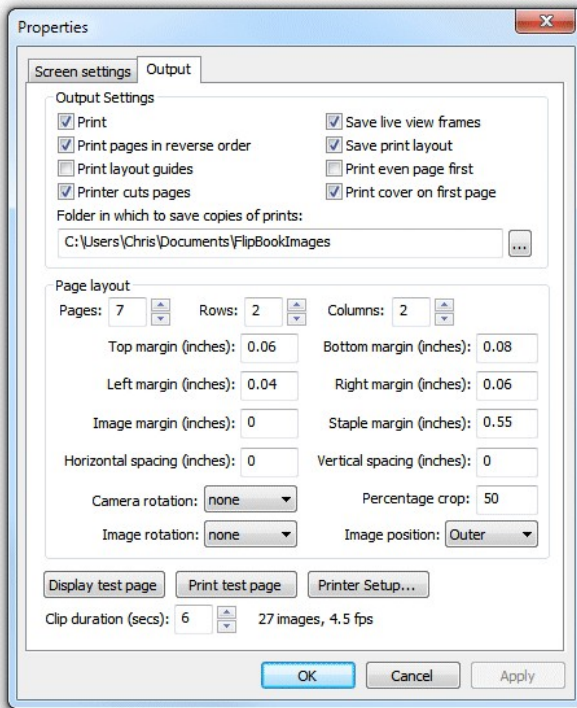 Properties
Screen settings Output
Output Settings
Print Save live view frames
Print pages in reverse order Save print layout
Print layout guides Print even page first
Printer cuts pages Print cover on first page
Folder in which to save copies of prints:
C:\Users\Chris\Documents\FlipBookImages ...
Page layout
Pages: 7 Rows: 2 Columns: 2
Top margin (inches): 0.06 Bottom margin (inches): 0.08
Left margin (inches): 0.04 Right margin (inches): 0.06
Image margin (inches): 0 Staple margin (inches): 0.55
Horizontal spacing (inches): 0 Vertical spacing (inches): 0
Camera rotation: none Percentage crop: 50
Image rotation: none Image position: Outer
Display test page Print test page Printer Setup...
Clip duration (secs): 6 27 images, 4.5 fps
OK Cancel Apply